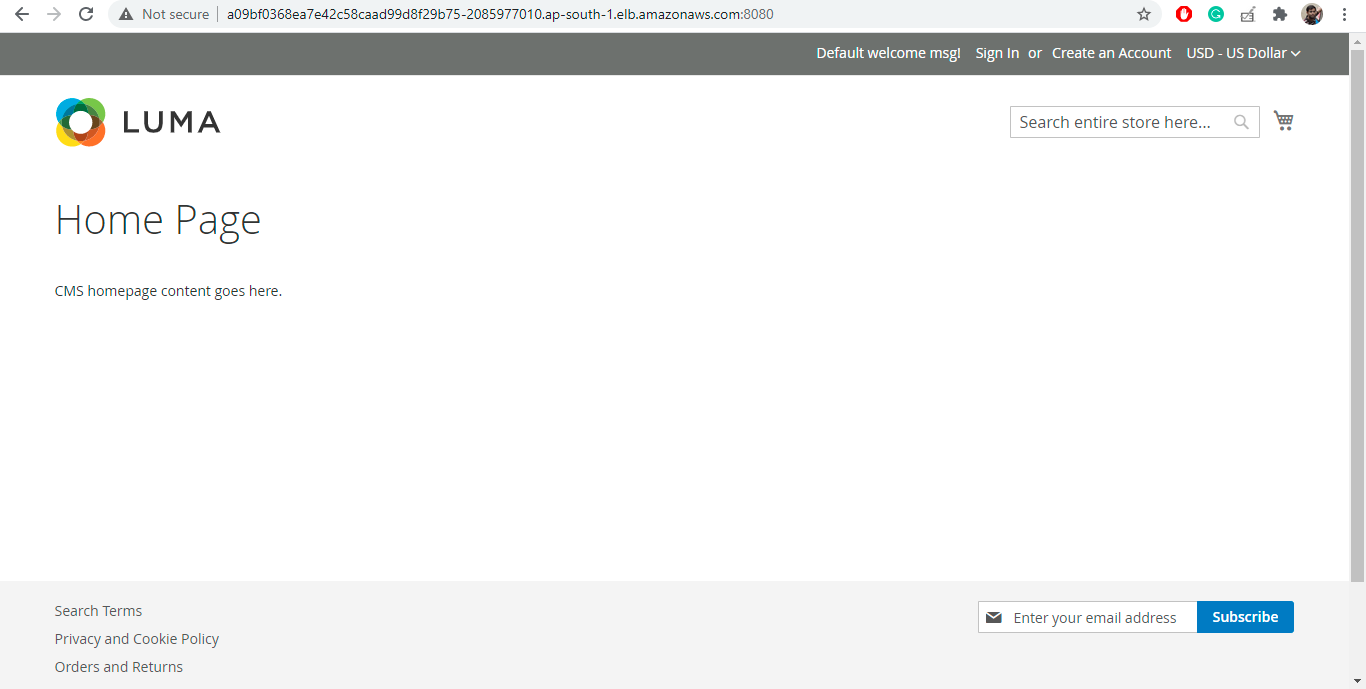 Not secure a09bf0368ea7e42c58caad99d8f29b75-2085977010.ap-south-1.elb.amazonaws.com:8080
Default welcome msg! Sign In or Create an Account USD - US Dollar
LUMA
Search entire store here...
Home Page
CMS homepage content goes here.
Search Terms
Enter your email address Subscribe
Privacy and Cookie Policy
Orders and Returns